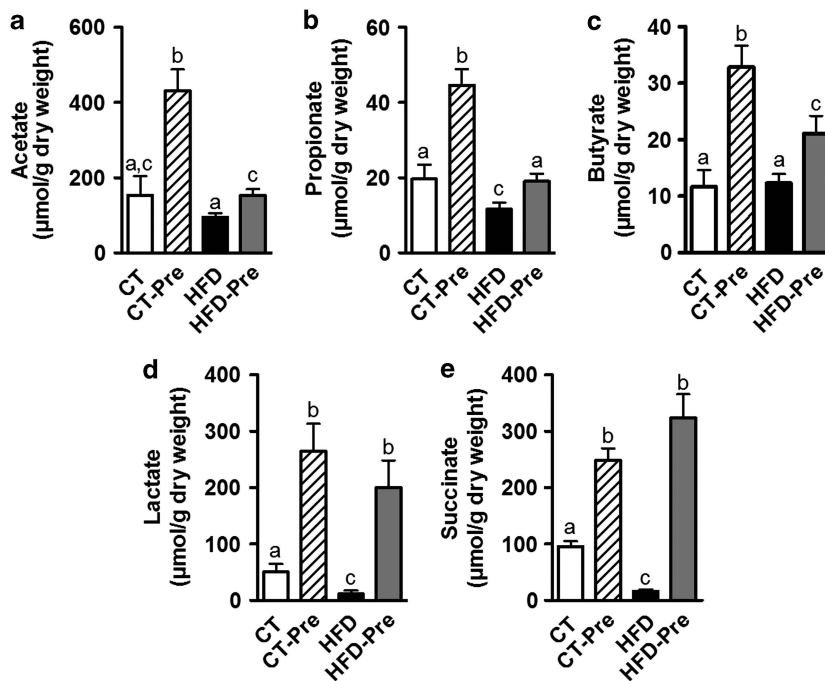 a
Acetate
(µmol/g dry weight)
600
400
200
0
a,c
b
a
c
CT
CT-Pre
HFD
HFD-Pre
b
Propionate
(µmol/g dry weight)
60
40
20
0
a
b
c
a
CT
CT-Pre
HFD
HFD-Pre
c
Butyrate
(µmol/g dry weight)
40
30
20
10
0
a
b
a
c
CT
CT-Pre
HFD
HFD-Pre
d
Lactate
(µmol/g dry weight)
400
300
200
100
0
a
b
c
b
CT
CT-Pre
HFD
HFD-Pre
e
Succinate
(µmol/g dry weight)
400
300
200
100
0
a
b
c
b
CT
CT-Pre
HFD
HFD-Pre